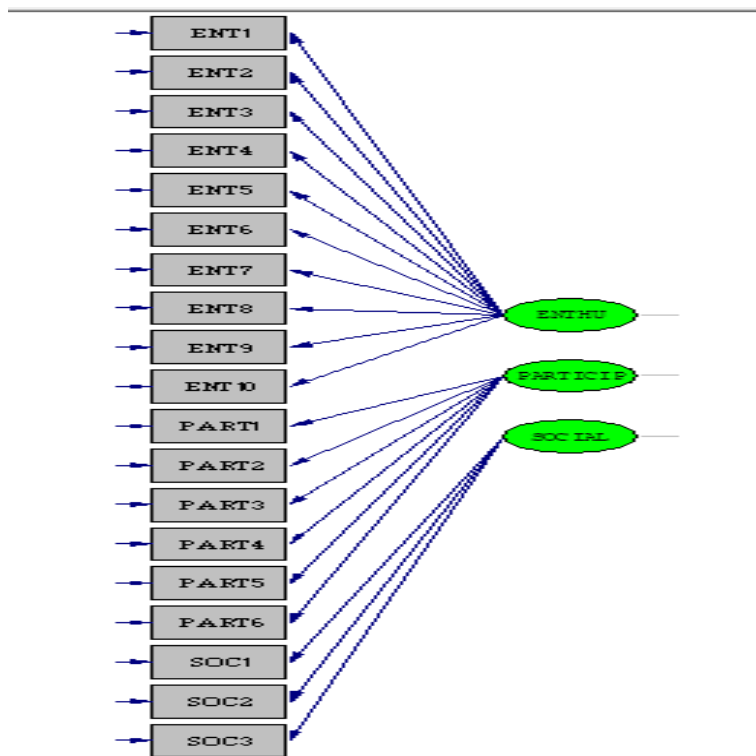 ENT1
ENT2
ENT3
ENT4
ENT5
ENT6
ENT7
ENT8
ENT9
ENT10
PART1
PART2
PART3
PART4
PART5
PART6
SOC1
SOC2
SOC3
ENTHU
PARTICIP
SOCIAL